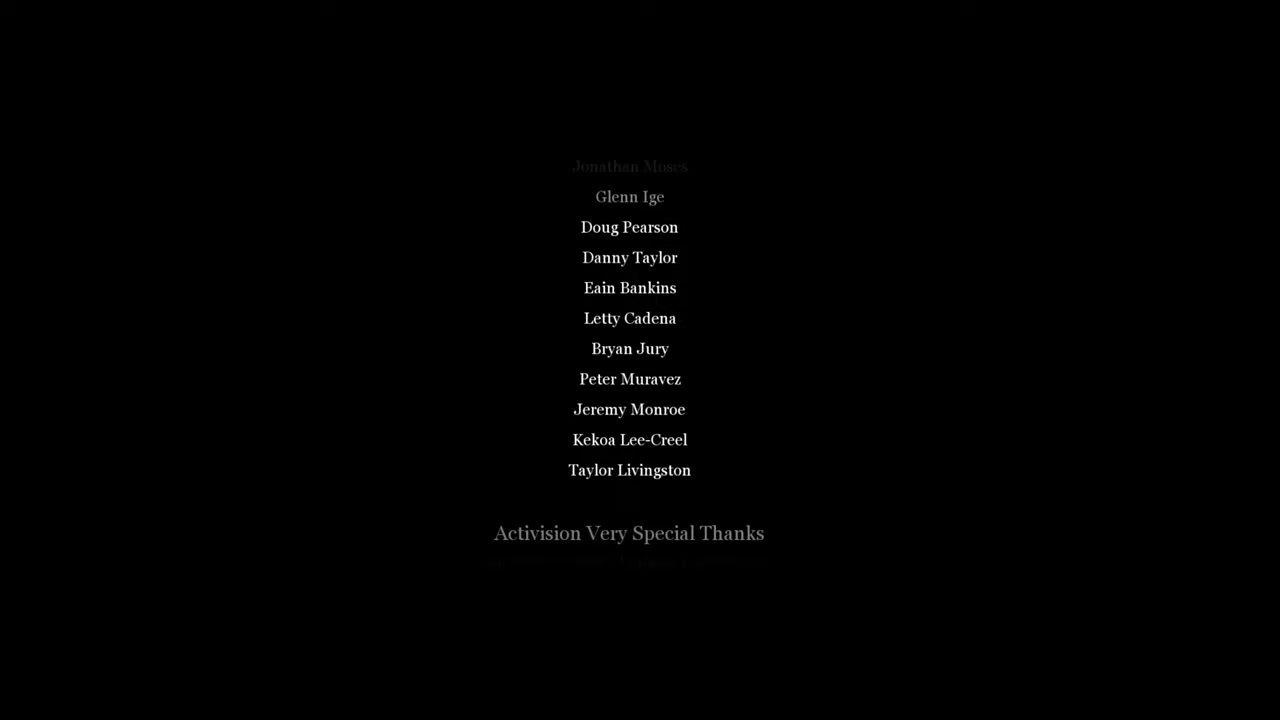 Jonathan Moses
Glenn Ige
Doug Pearson
Danny Taylor
Eain Bankins
Letty Cadena
Bryan Jury
Peter Muravez
Jeremy Monroe
Kekoa Lee-Creel
Taylor Livingston
Activision Very Special Thanks